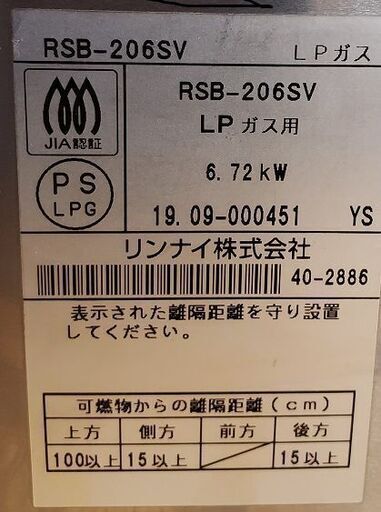 RSB-206SV LPガス
RSB-206SV
JIA認証
LPガス用
PS
LPG
6.72kW
19.09-000451 YS
リンナイ株式会社
40-2886
表示された離隔距離を守り設置
してください。
可燃物からの離隔距離(cm)
上方 側方 前方 後方
100以上 15以上 15以上